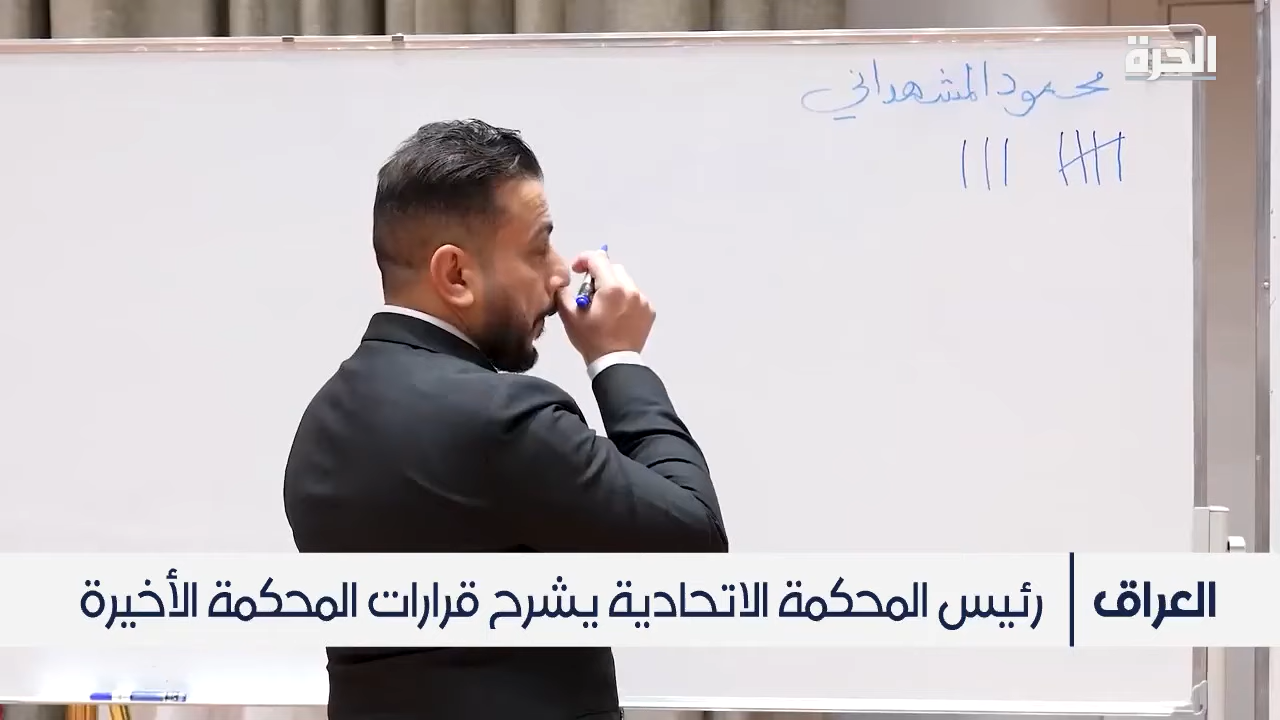 الحرة
محمود المشهداني
العراق | رئيس المحكمة الاتحادية يشرح قرارات المحكمة الأخيرة